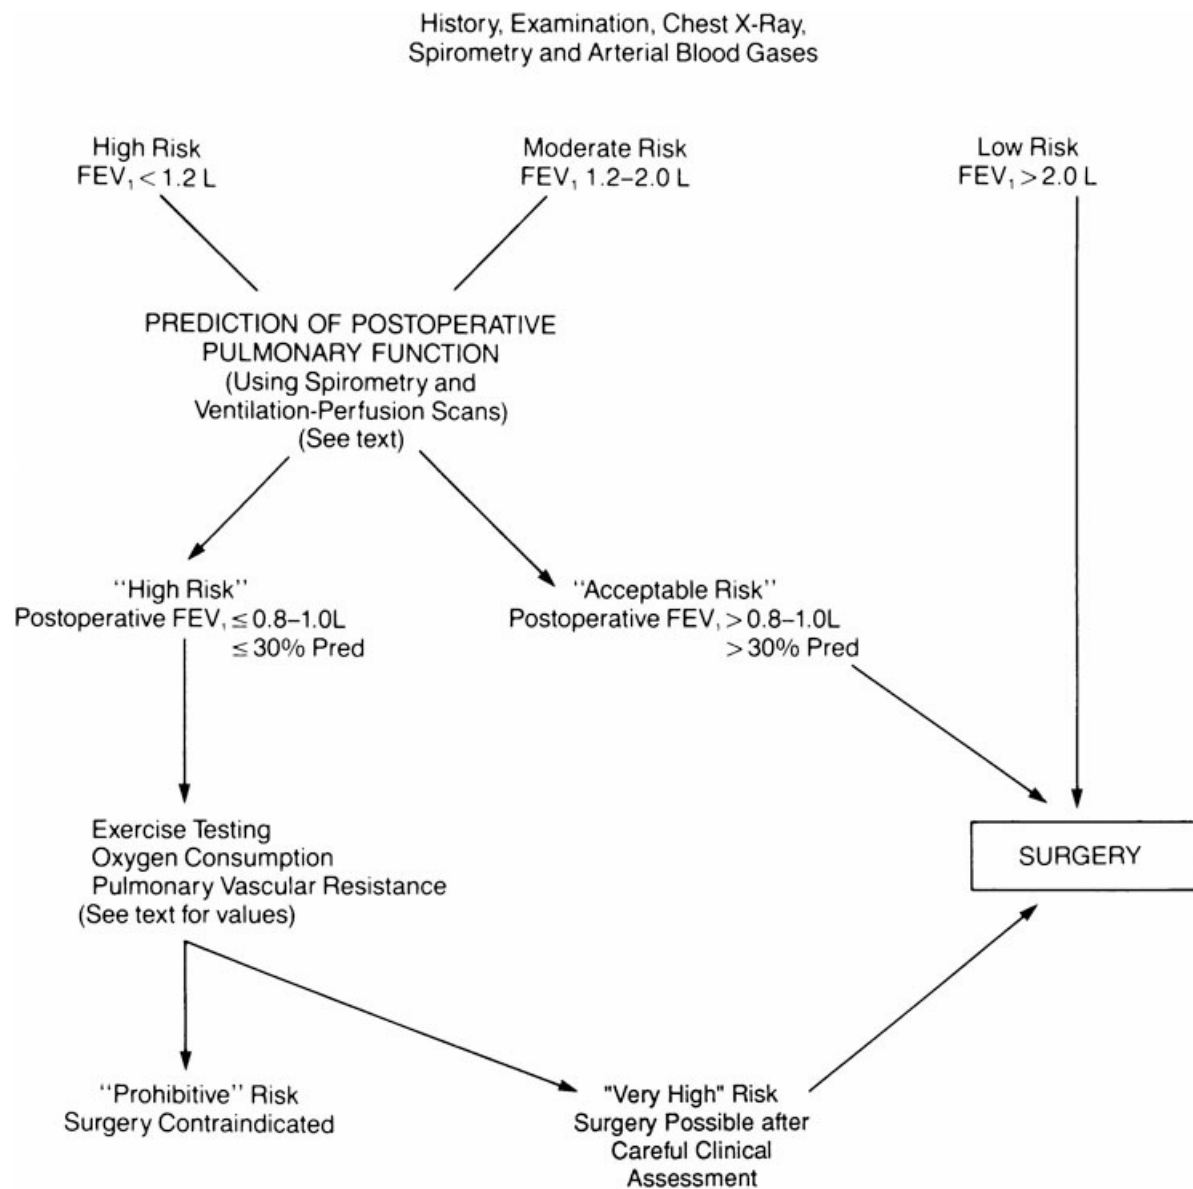 History, Examination, Chest X-Ray,
Spirometry and Arterial Blood Gases
High Risk
FEV₁ < 1.2 L
Moderate Risk
FEV₁ 1.2–2.0 L
Low Risk
FEV₁ > 2.0 L
PREDICTION OF POSTOPERATIVE
PULMONARY FUNCTION
(Using Spirometry and
Ventilation-Perfusion Scans)
(See text)
‘‘High Risk’’
Postoperative FEV₁ ≤ 0.8–1.0L
≤ 30% Pred
‘‘Acceptable Risk’’
Postoperative FEV₁ > 0.8–1.0L
> 30% Pred
Exercise Testing
Oxygen Consumption
Pulmonary Vascular Resistance
(See text for values)
SURGERY
‘‘Prohibitive’’ Risk
Surgery Contraindicated
"Very High" Risk
Surgery Possible after
Careful Clinical
Assessment